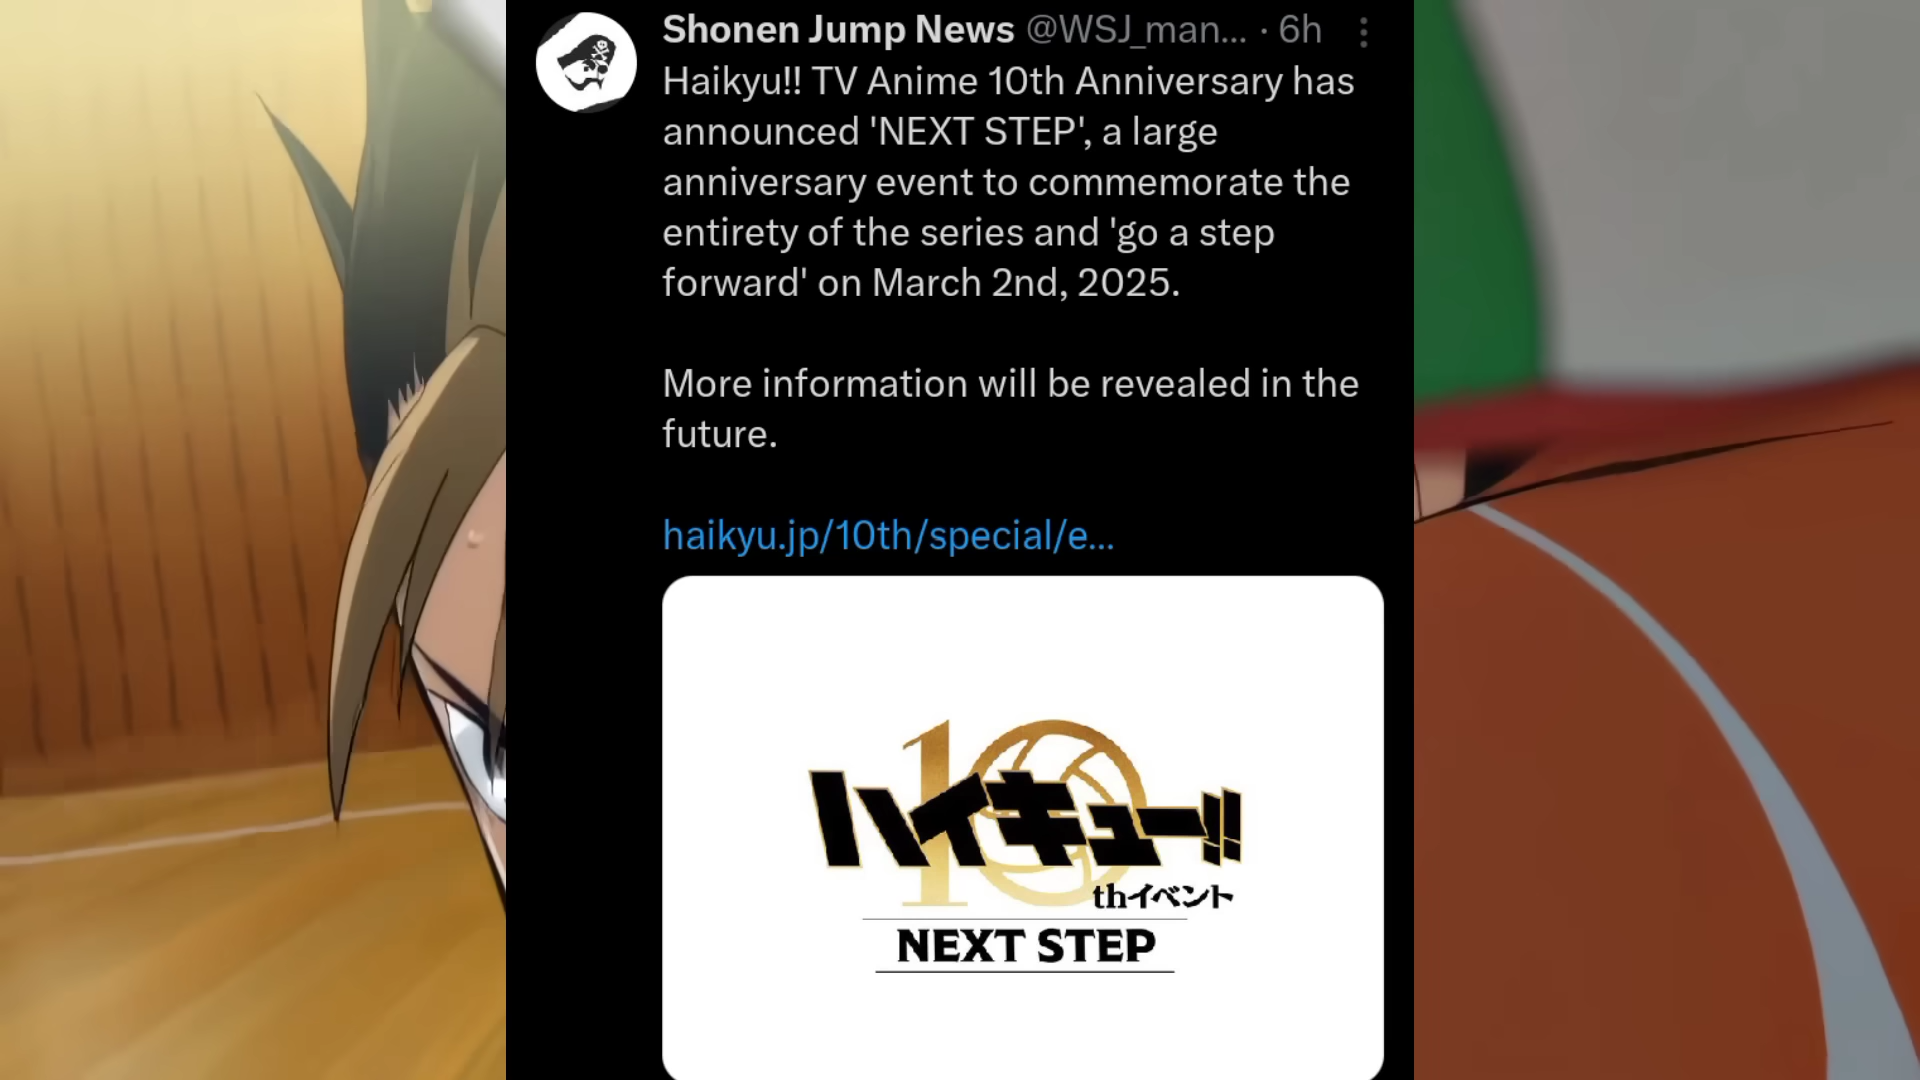 Shonen Jump News @WSJ_man... · 6h
Haikyu!! TV Anime 10th Anniversary has
announced 'NEXT STEP', a large
anniversary event to commemorate the
entirety of the series and 'go a step
forward' on March 2nd, 2025.
More information will be revealed in the
future.
haikyu.jp/10th/special/e...
10
ハイキュー!!
thイベント
NEXT STEP